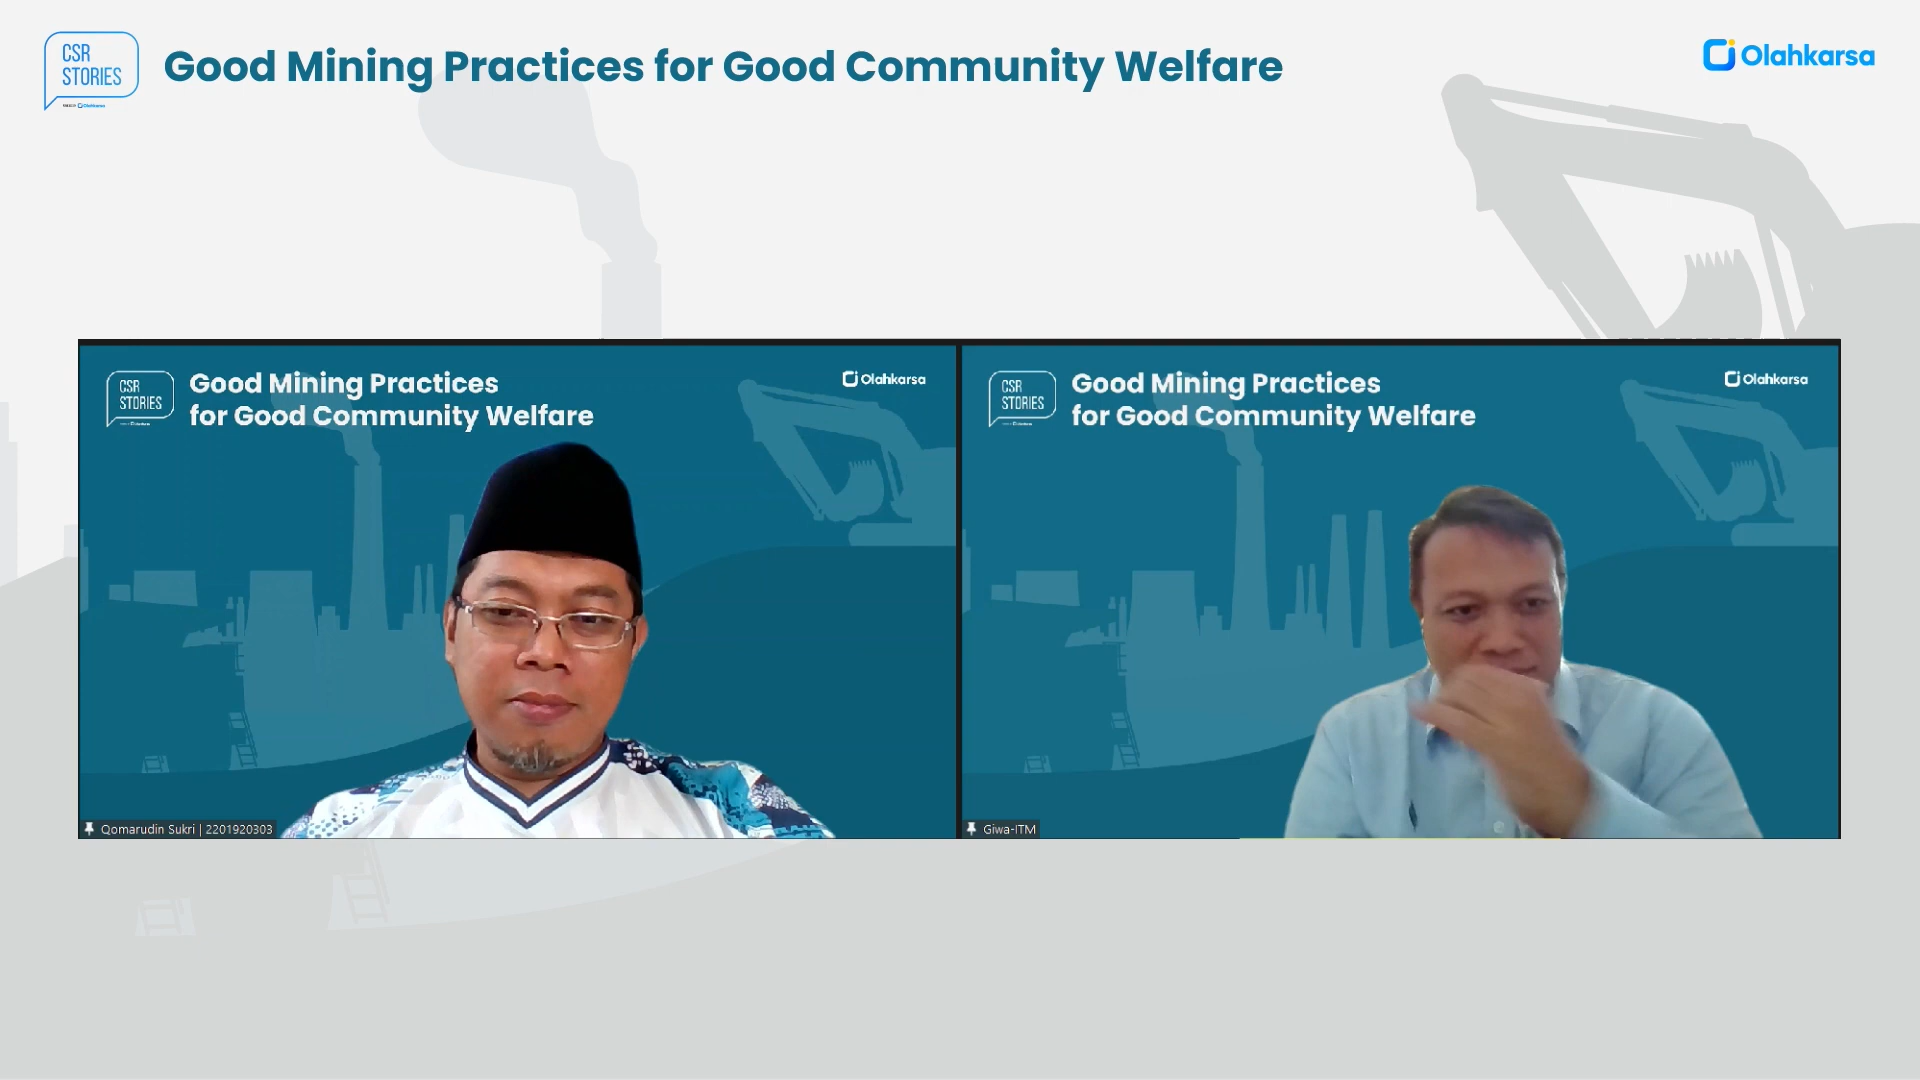 CSR
STORIES
Good Mining Practices for Good Community Welfare
Olahkarsa
CSR
STORIES
Good Mining Practices
for Good Community Welfare
Olahkarsa
CSR
STORIES
Good Mining Practices
for Good Community Welfare
Olahkarsa
Qomarudin Sukri | 2201920303
Giwa-ITM